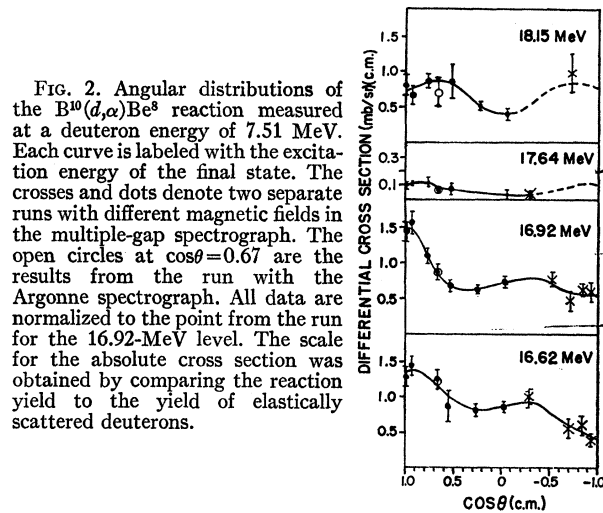 FIG. 2. Angular distributions of
the B¹⁰(d,α)Be⁸ reaction measured
at a deuteron energy of 7.51 MeV.
Each curve is labeled with the excita-
tion energy of the final state. The
crosses and dots denote two separate
runs with different magnetic fields in
the multiple-gap spectrograph. The
open circles at cosθ=0.67 are the
results from the run with the
Argonne spectrograph. All data are
normalized to the point from the run
for the 16.92-MeV level. The scale
for the absolute cross section was
obtained by comparing the reaction
yield to the yield of elastically
scattered deuterons.
DIFFERENTIAL CROSS SECTION (mb/sr)(c.m.)
18.15 MeV
1.5
1.0
0.5
17.64 MeV
0.3
0.1
16.92 MeV
1.5
1.0
0.5
16.62 MeV
1.5
1.0
0.5
1.0 0.5 0 -0.5 -1.0
COSθ (c.m.)